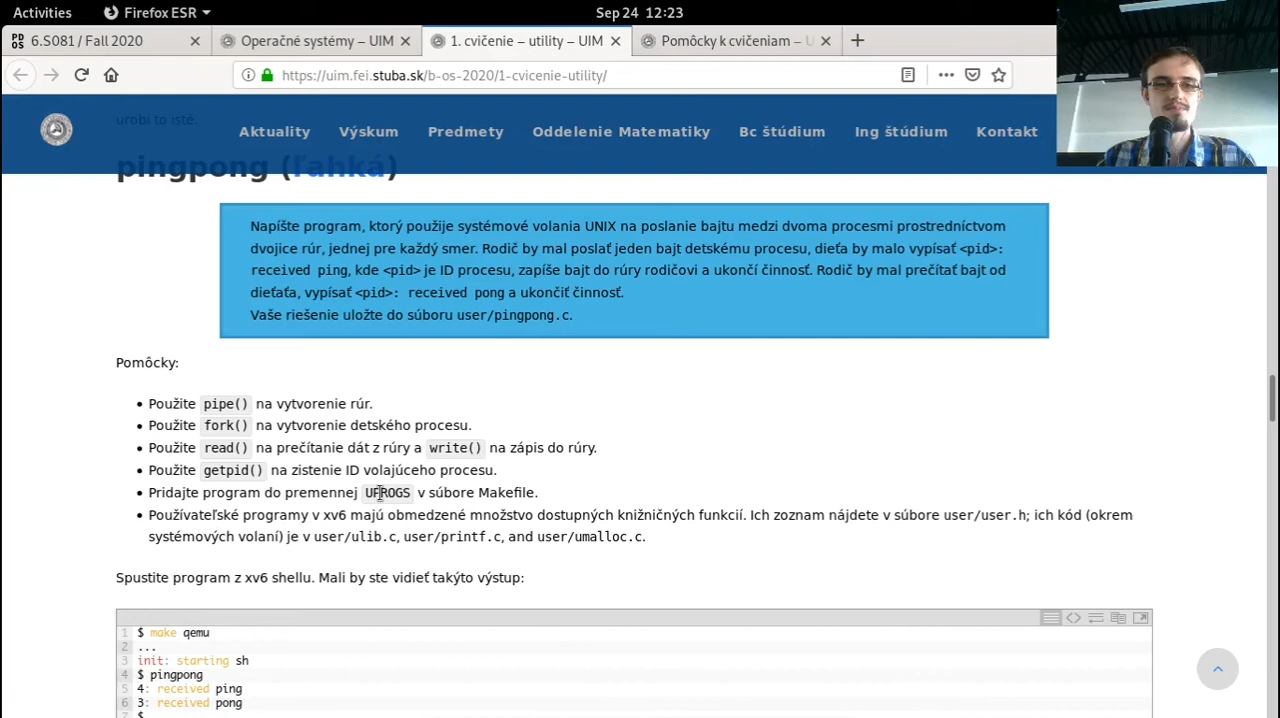 Activities
Firefox ESR
Sep 24 12:23
PDOS 6.S081 / Fall 2020
Operačné systémy – UIM
1. cvičenie – utility – UIM
Pomôcky k cvičeniam – U
https://uim.fei.stuba.sk/b-os-2020/1-cvicenie-utility/
urobí to isté.
Aktuality Výskum Predmety Oddelenie Matematiky Bc štúdium Ing štúdium Kontakt
pingpong (ľahká)
Napíšte program, ktorý použije systémové volania UNIX na poslanie bajtu medzi dvoma procesmi prostredníctvom
dvojice rúr, jednej pre každý smer. Rodič by mal poslať jeden bajt detskému procesu, dieťa by malo vypísať <pid>:
received ping, kde <pid> je ID procesu, zapíše bajt do rúry rodičovi a ukončí činnosť. Rodič by mal prečítať bajt od
dieťaťa, vypísať <pid>: received pong a ukončiť činnosť.
Vaše riešenie uložte do súboru user/pingpong.c.
Pomôcky:
• Použite pipe() na vytvorenie rúr.
• Použite fork() na vytvorenie detského procesu.
• Použite read() na prečítanie dát z rúry a write() na zápis do rúry.
• Použite getpid() na zistenie ID volajúceho procesu.
• Pridajte program do premennej UPROGS v súbore Makefile.
• Používateľské programy v xv6 majú obmedzené množstvo dostupných knižničných funkcií. Ich zoznam nájdete v súbore user/user.h; ich kód (okrem
systémových volaní) je v user/ulib.c, user/printf.c, and user/umalloc.c.
Spustite program z xv6 shellu. Mali by ste vidieť takýto výstup:
1 $ make qemu
2 ...
3 init: starting sh
4 $ pingpong
5 4: received ping
6 3: received pong
7 $